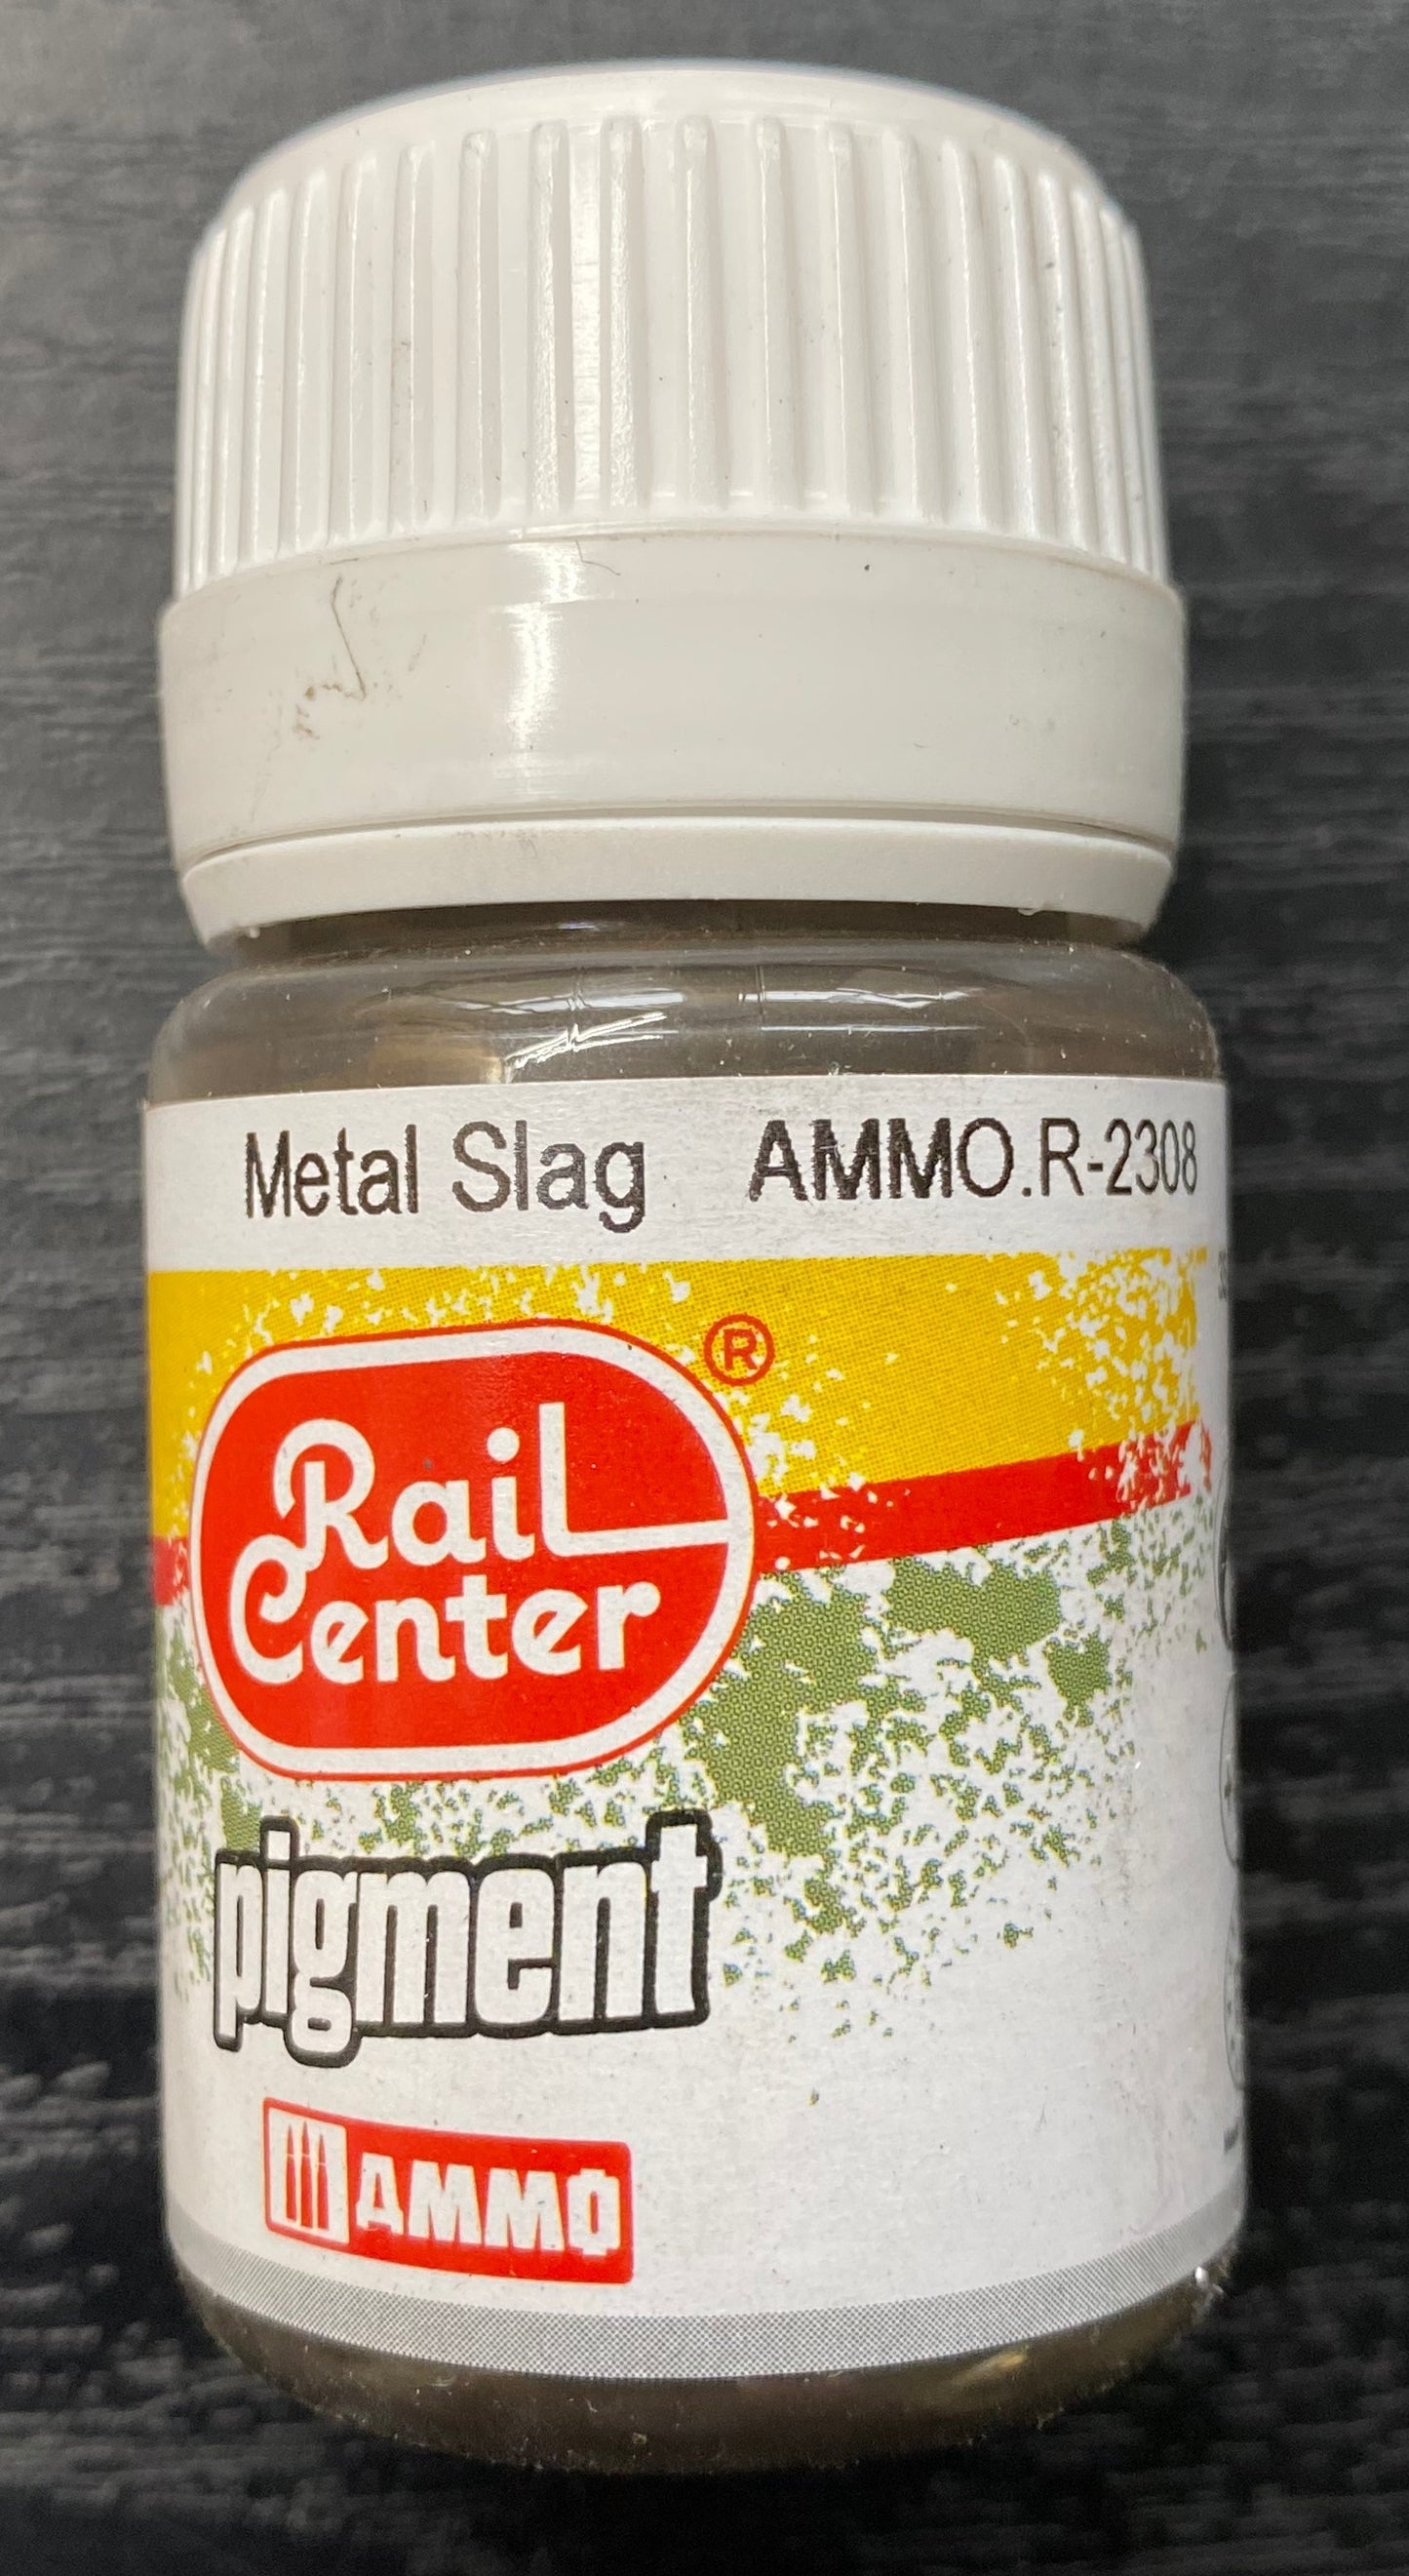 Metal Slag AMMO.R-2308
®
Rail
Center
pigment
AMMO